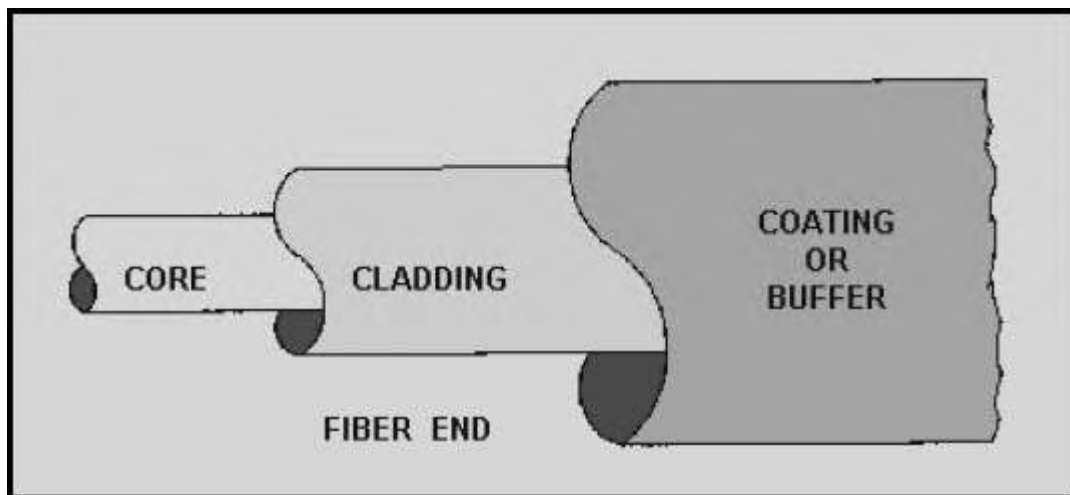 CORE
CLADDING
COATING
OR
BUFFER
FIBER END